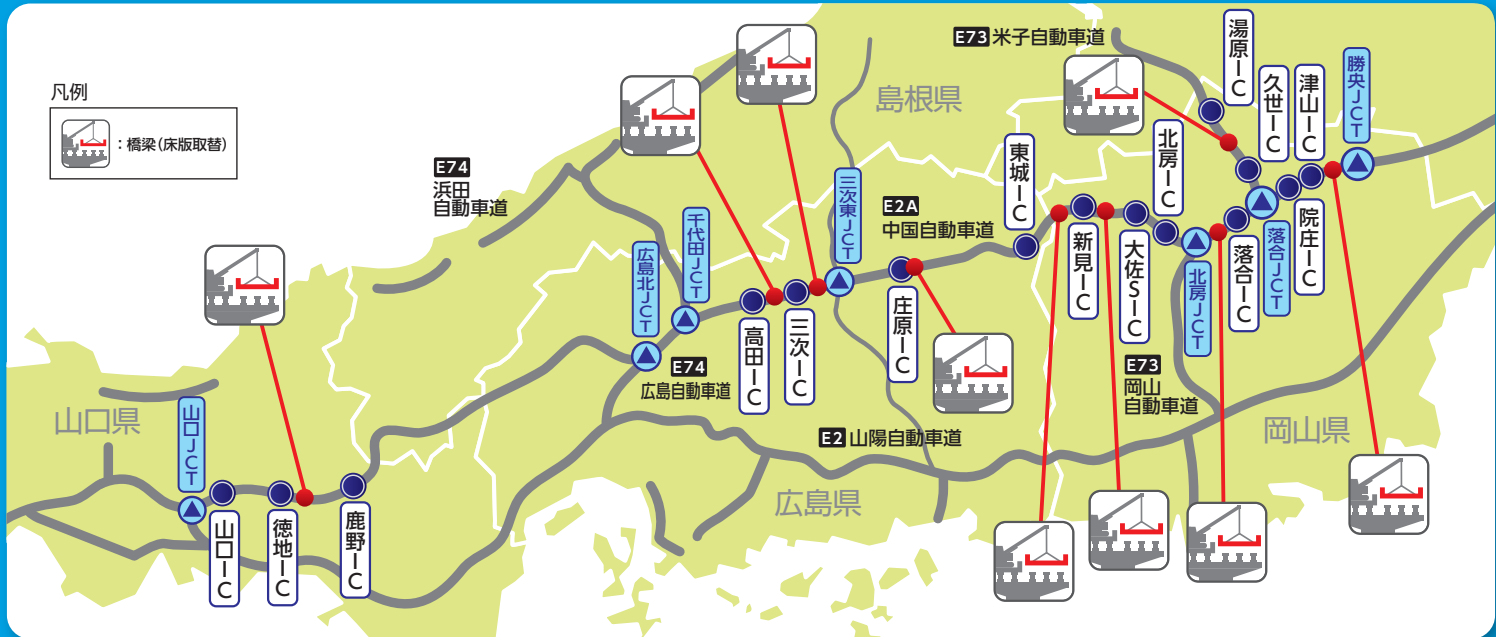 凡例
：橋梁（床版取替）
E73 米子自動車道
島根県
湯原IC
久世IC
津山IC
勝央JCT
E74
浜田
自動車道
北房IC
東城IC
三次東JCT
E2A
中国自動車道
千代田JCT
広島北JCT
新見IC
大佐SIC
北房JCT
落合IC
落合JCT
院庄IC
高田IC
三次IC
庄原IC
E74
広島自動車道
E73
岡山
自動車道
E2 山陽自動車道
岡山県
山口県
山口JCT
広島県
山口IC
徳地IC
鹿野IC